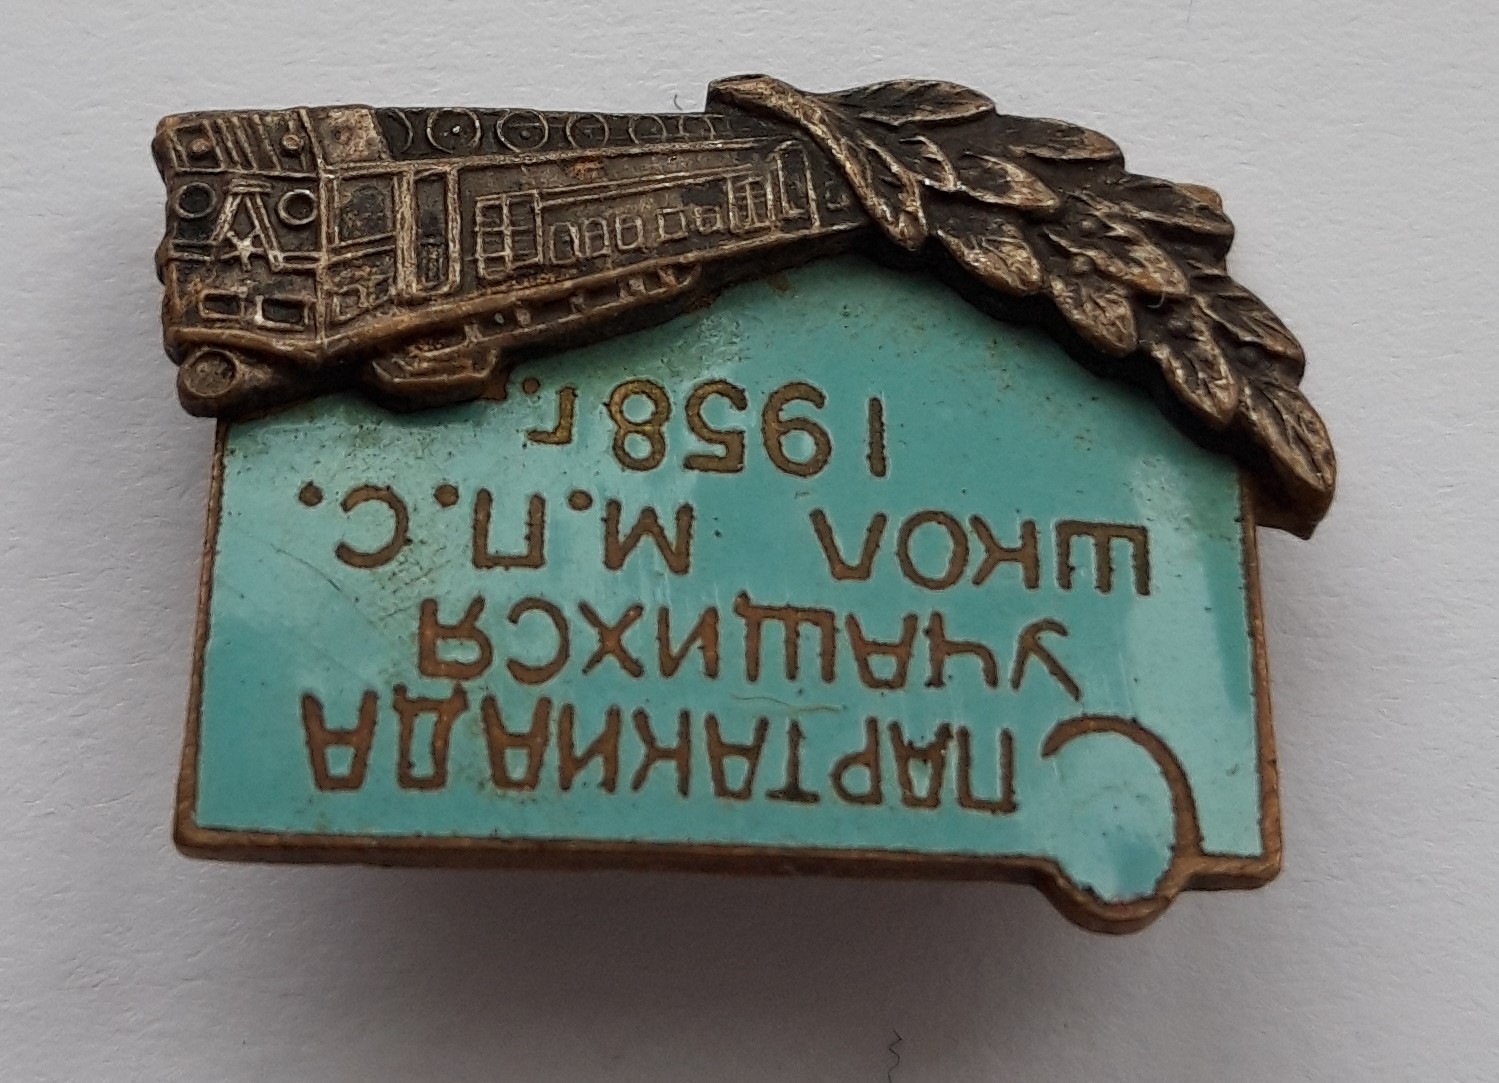 СПАРТАКИАДА
УЧАЩИХСЯ
ШКОЛ М.П.С.
1958г.